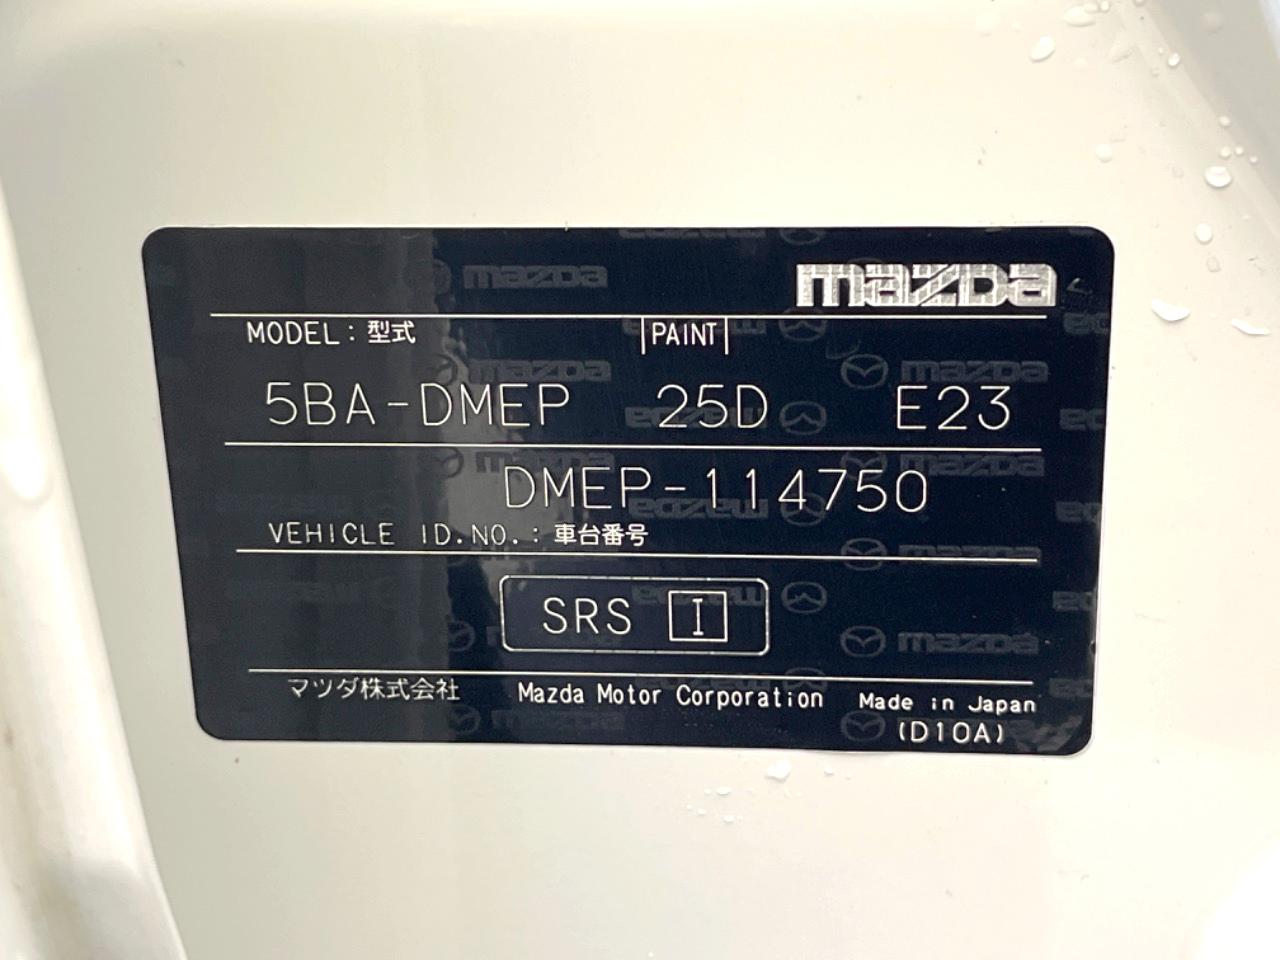 mazda
MODEL : 型式 |PAINT|
5BA-DMEP 25D E23
DMEP-114750
VEHICLE ID.NO. : 車台番号
SRS I
マツダ株式会社 Mazda Motor Corporation Made in Japan
(D10A)